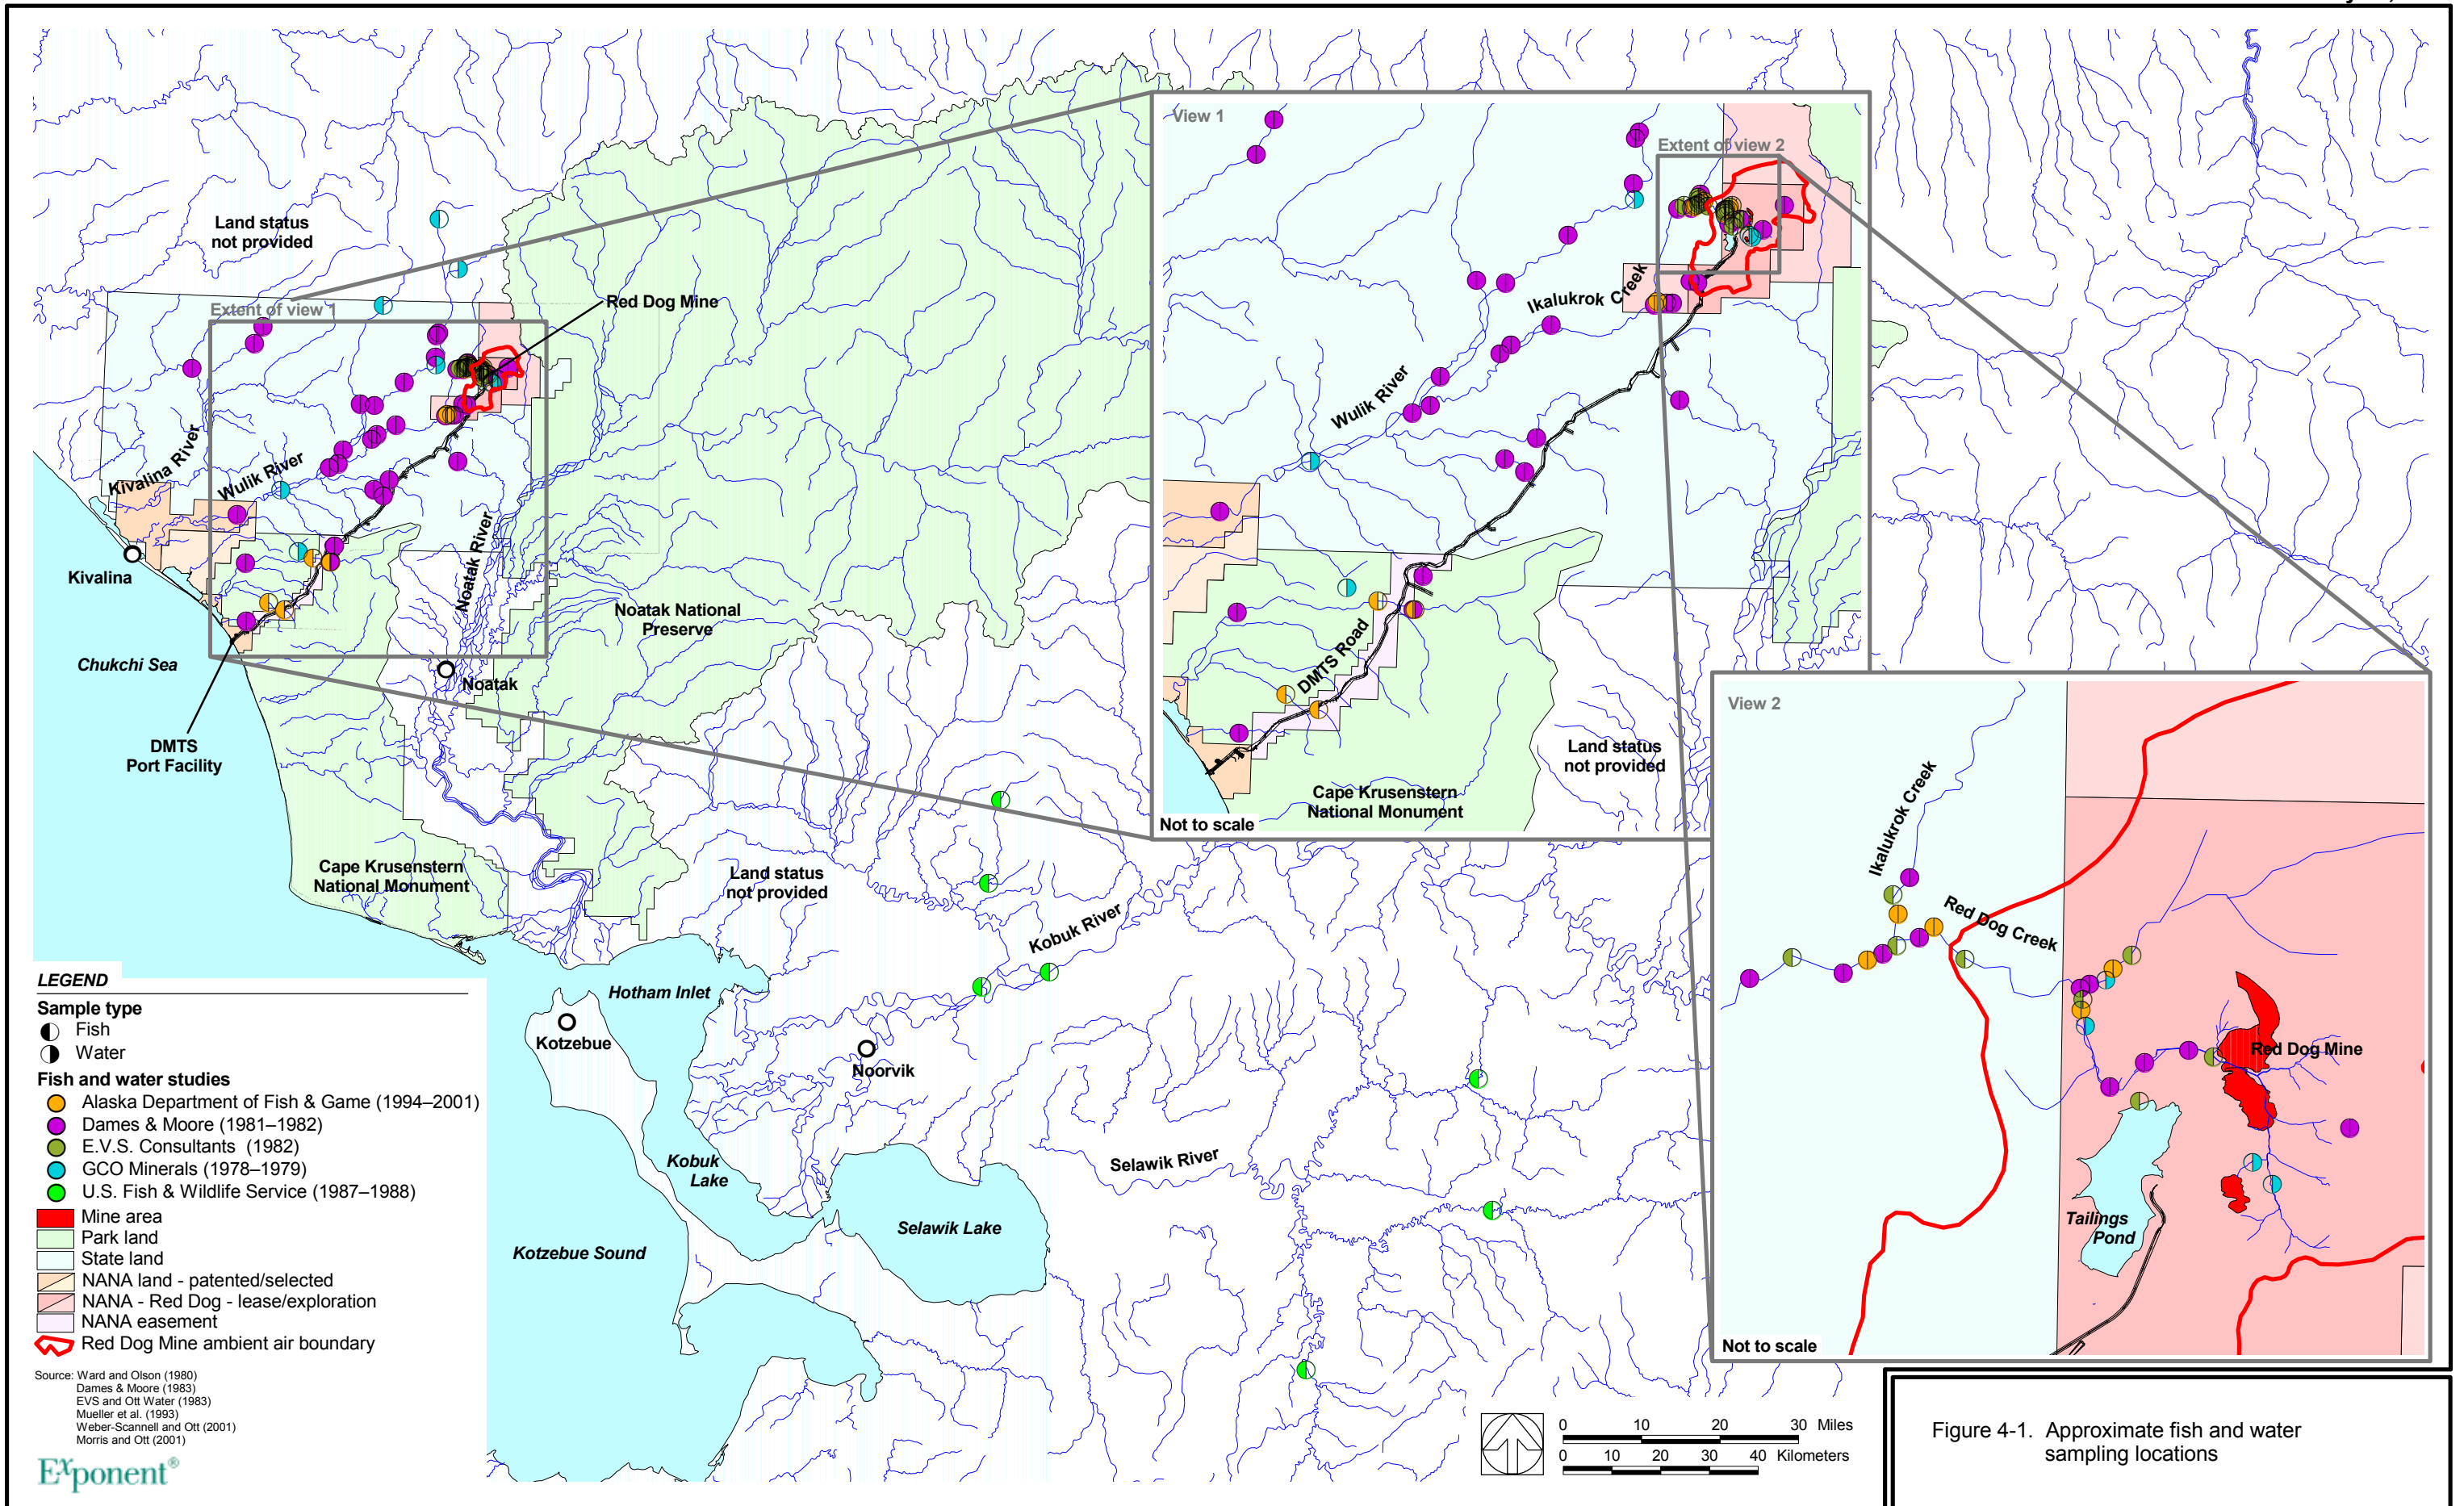 Land status
not provided
Extent of view 1
Red Dog Mine
Kivalina River
Wulik River
Kivalina
Noatak River
Noatak National
Preserve
Chukchi Sea
Noatak
DMTS
Port Facility
Cape Krusenstern
National Monument
Land status
not provided
Kobuk River
Hotham Inlet
Kotzebue
Noorvik
Kobuk
Lake
Selawik River
Selawik Lake
Kotzebue Sound
View 1
Extent of view 2
Ikalukrok Creek
Wulik River
DMTS Road
Land status
not provided
Cape Krusenstern
National Monument
Not to scale
View 2
Ikalukrok Creek
Red Dog Creek
Red Dog Mine
Tailings
Pond
Not to scale
LEGEND
Sample type
Fish
Water
Fish and water studies
Alaska Department of Fish & Game (1994–2001)
Dames & Moore (1981–1982)
E.V.S. Consultants (1982)
GCO Minerals (1978–1979)
U.S. Fish & Wildlife Service (1987–1988)
Mine area
Park land
State land
NANA land - patented/selected
NANA - Red Dog - lease/exploration
NANA easement
Red Dog Mine ambient air boundary
Source: Ward and Olson (1980)
Dames & Moore (1983)
EVS and Ott Water (1983)
Mueller et al. (1993)
Weber-Scannell and Ott (2001)
Morris and Ott (2001)
Exponent®
0 10 20 30 Miles
0 10 20 30 40 Kilometers
Figure 4-1. Approximate fish and water
sampling locations